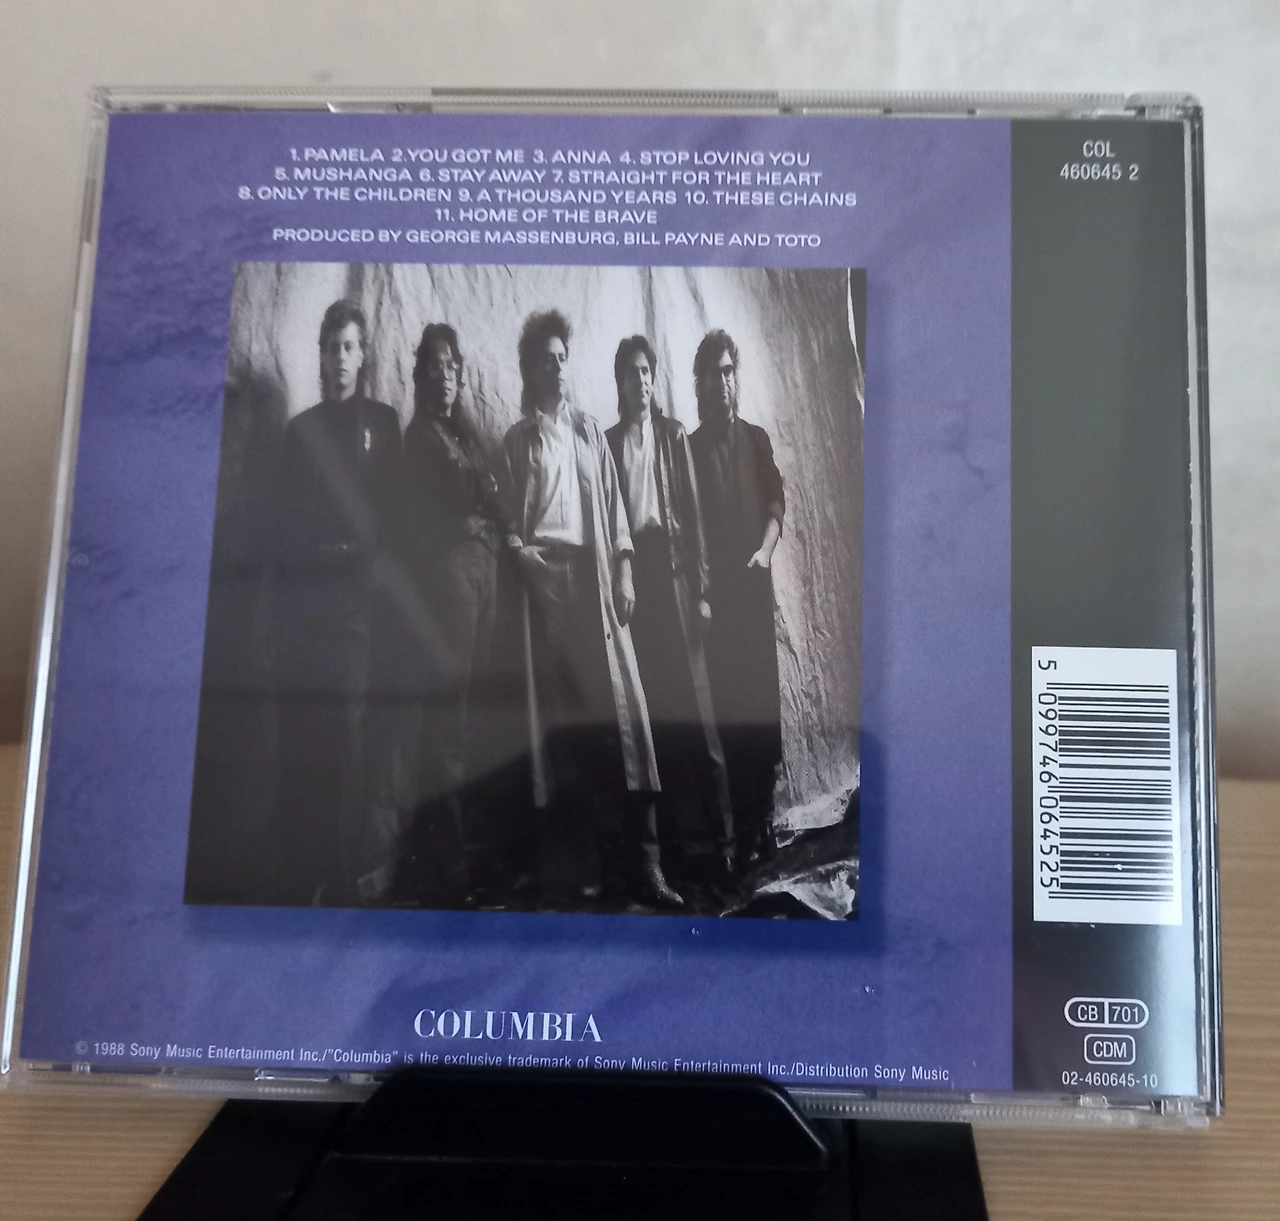 1. PAMELA 2.YOU GOT ME 3. ANNA 4. STOP LOVING YOU
5. MUSHANGA 6. STAY AWAY 7. STRAIGHT FOR THE HEART
8. ONLY THE CHILDREN 9. A THOUSAND YEARS 10. THESE CHAINS
11. HOME OF THE BRAVE
PRODUCED BY GEORGE MASSENBURG, BILL PAYNE AND TOTO
COL
460645 2
5 099746 064525
COLUMBIA
© 1988 Sony Music Entertainment Inc./"Columbia" is the exclusive trademark of Sony Music Entertainment Inc./Distribution Sony Music
CB 701
CDM
02-460645-10